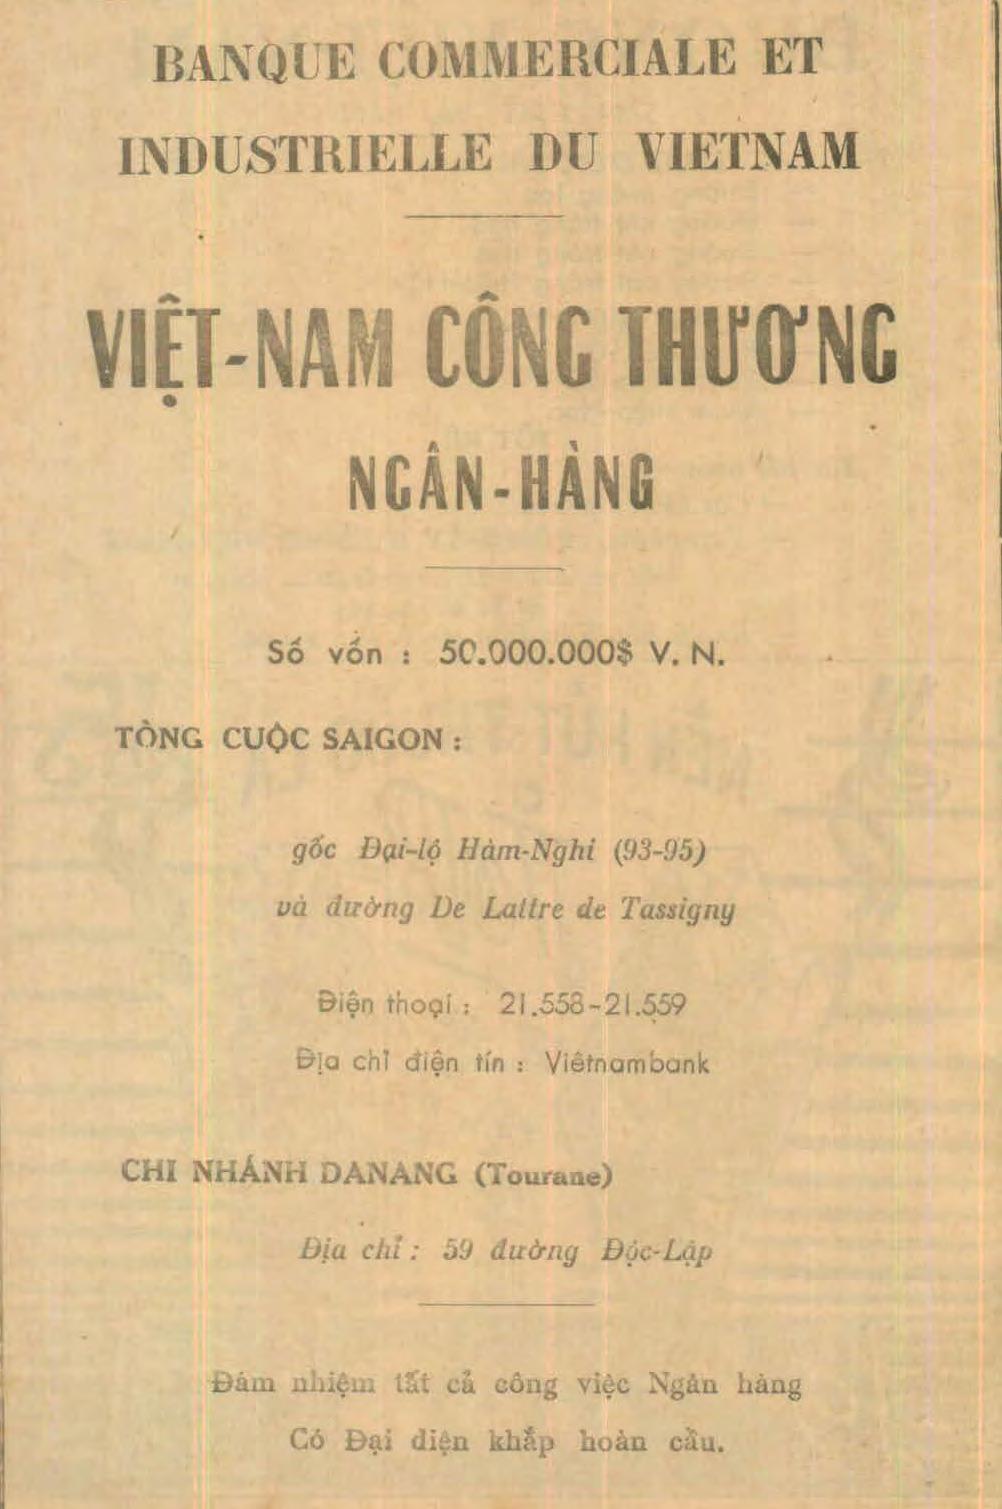 BANQUE COMMERCIALE ET
INDUSTRIELLE DU VIETNAM
VIỆT-NAM CÔNG THƯƠNG
NGÂN-HÀNG
Số vốn : 50.000.000$ V. N.
TỔNG CUỘC SAIGON :
gốc Đại-lộ Hàm-Nghi (93-95)
và đường De Lattre de Tassigny
Điện thoại : 21.558-21.559
Địa chỉ điện tín : Viêtnambank
CHI NHÁNH DANANG (Tourane)
Địa chỉ : 59 đường Độc-Lập
Đảm nhiệm tất cả công việc Ngân hàng
Có Đại diện khắp hoàn cầu.